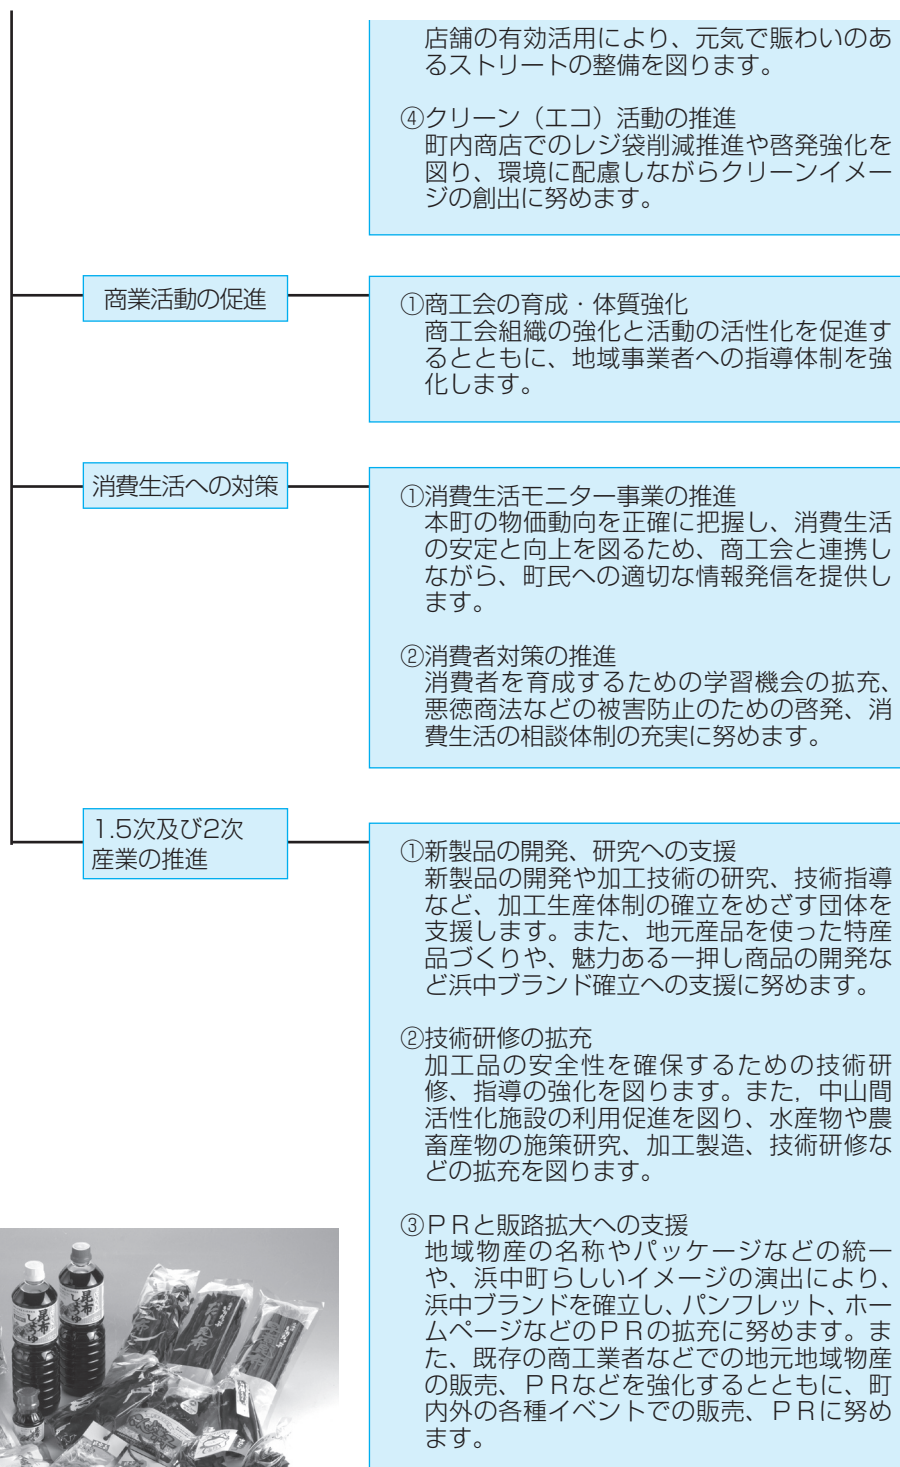 店舗の有効活用により、元気で賑わいのあ
るストリートの整備を図ります。
④クリーン（エコ）活動の推進
町内商店でのレジ袋削減推進や啓発強化を
図り、環境に配慮しながらクリーンイメー
ジの創出に努めます。
商業活動の促進
①商工会の育成・体質強化
商工会組織の強化と活動の活性化を促進す
るとともに、地域事業者への指導体制を強
化します。
消費生活への対策
①消費生活モニター事業の推進
本町の物価動向を正確に把握し、消費生活
の安定と向上を図るため、商工会と連携し
ながら、町民への適切な情報発信を提供し
ます。
②消費者対策の推進
消費者を育成するための学習機会の拡充、
悪徳商法などの被害防止のための啓発、消
費生活の相談体制の充実に努めます。
1.5次及び2次
産業の推進
①新製品の開発、研究への支援
新製品の開発や加工技術の研究、技術指導
など、加工生産体制の確立をめざす団体を
支援します。また、地元産品を使った特産
品づくりや、魅力ある一押し商品の開発な
ど浜中ブランド確立への支援に努めます。
②技術研修の拡充
加工品の安全性を確保するための技術研
修、指導の強化を図ります。また，中山間
活性化施設の利用促進を図り、水産物や農
畜産物の施策研究、加工製造、技術研修な
どの拡充を図ります。
③ＰＲと販路拡大への支援
地域物産の名称やパッケージなどの統一
や、浜中町らしいイメージの演出により、
浜中ブランドを確立し、パンフレット、ホー
ムページなどのＰＲの拡充に努めます。ま
た、既存の商工業者などでの地元地域物産
の販売、ＰＲなどを強化するとともに、町
内外の各種イベントでの販売、ＰＲに努め
ます。
昆布
しょうゆ
昆布
しょうゆ